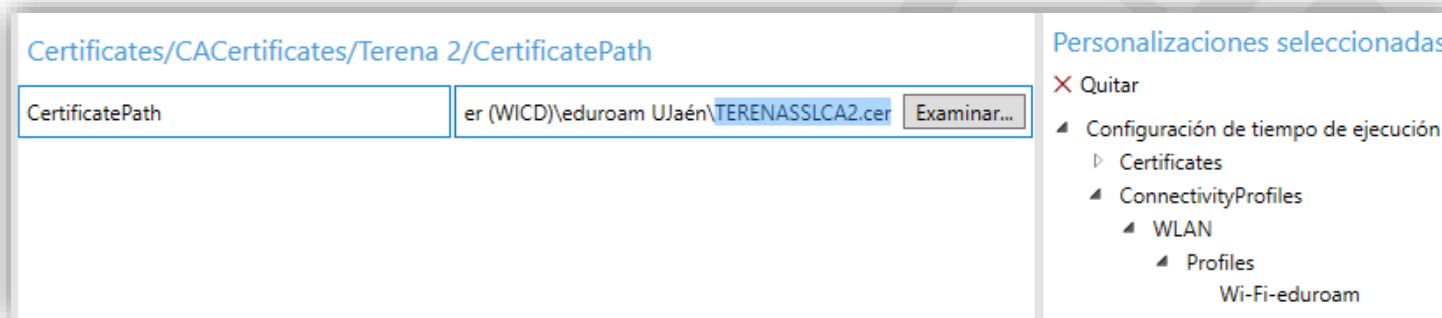 Certificates/CACertificates/Terena 2/CertificatePath
CertificatePath
er (WICD)\eduroam UJaén\TERENASSLCA2.cer
Examinar...
Personalizaciones seleccionadas
Quitar
Configuración de tiempo de ejecución
Certificates
ConnectivityProfiles
WLAN
Profiles
Wi-Fi-eduroam